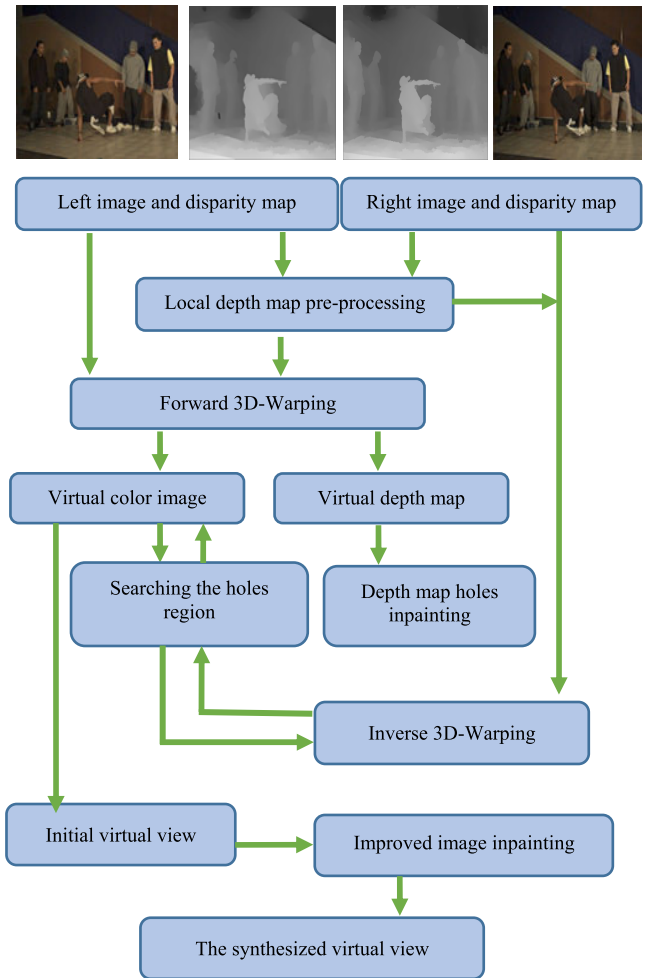 Left image and disparity map
Right image and disparity map
Local depth map pre-processing
Forward 3D-Warping
Virtual color image
Virtual depth map
Searching the holes
region
Depth map holes
inpainting
Inverse 3D-Warping
Initial virtual view
Improved image inpainting
The synthesized virtual view